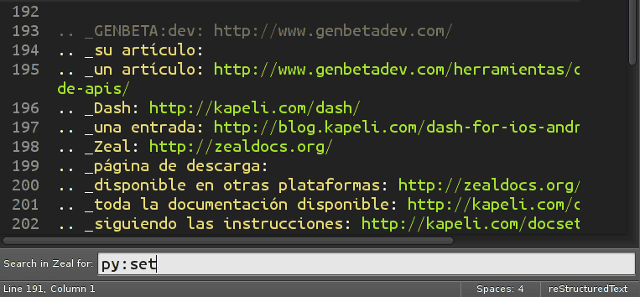 192
193 .. _GENBETA:dev: http://www.genbetadev.com/
194 .. _su artículo:
195 .. _un artículo: http://www.genbetadev.com/herramientas/
de-apis/
196 .. _Dash: http://kapeli.com/dash/
197 .. _una entrada: http://blog.kapeli.com/dash-for-ios-andr
198 .. _Zeal: http://zealdocs.org/
199 .. _página de descarga:
200 .. _disponible en otras plataformas: http://zealdocs.org/
201 .. _toda la documentación disponible: http://kapeli.com/d
202 .. _siguiendo las instrucciones: http://kapeli.com/docset
Search in Zeal for: py:set
Line 191, Column 1 Spaces: 4 reStructuredText